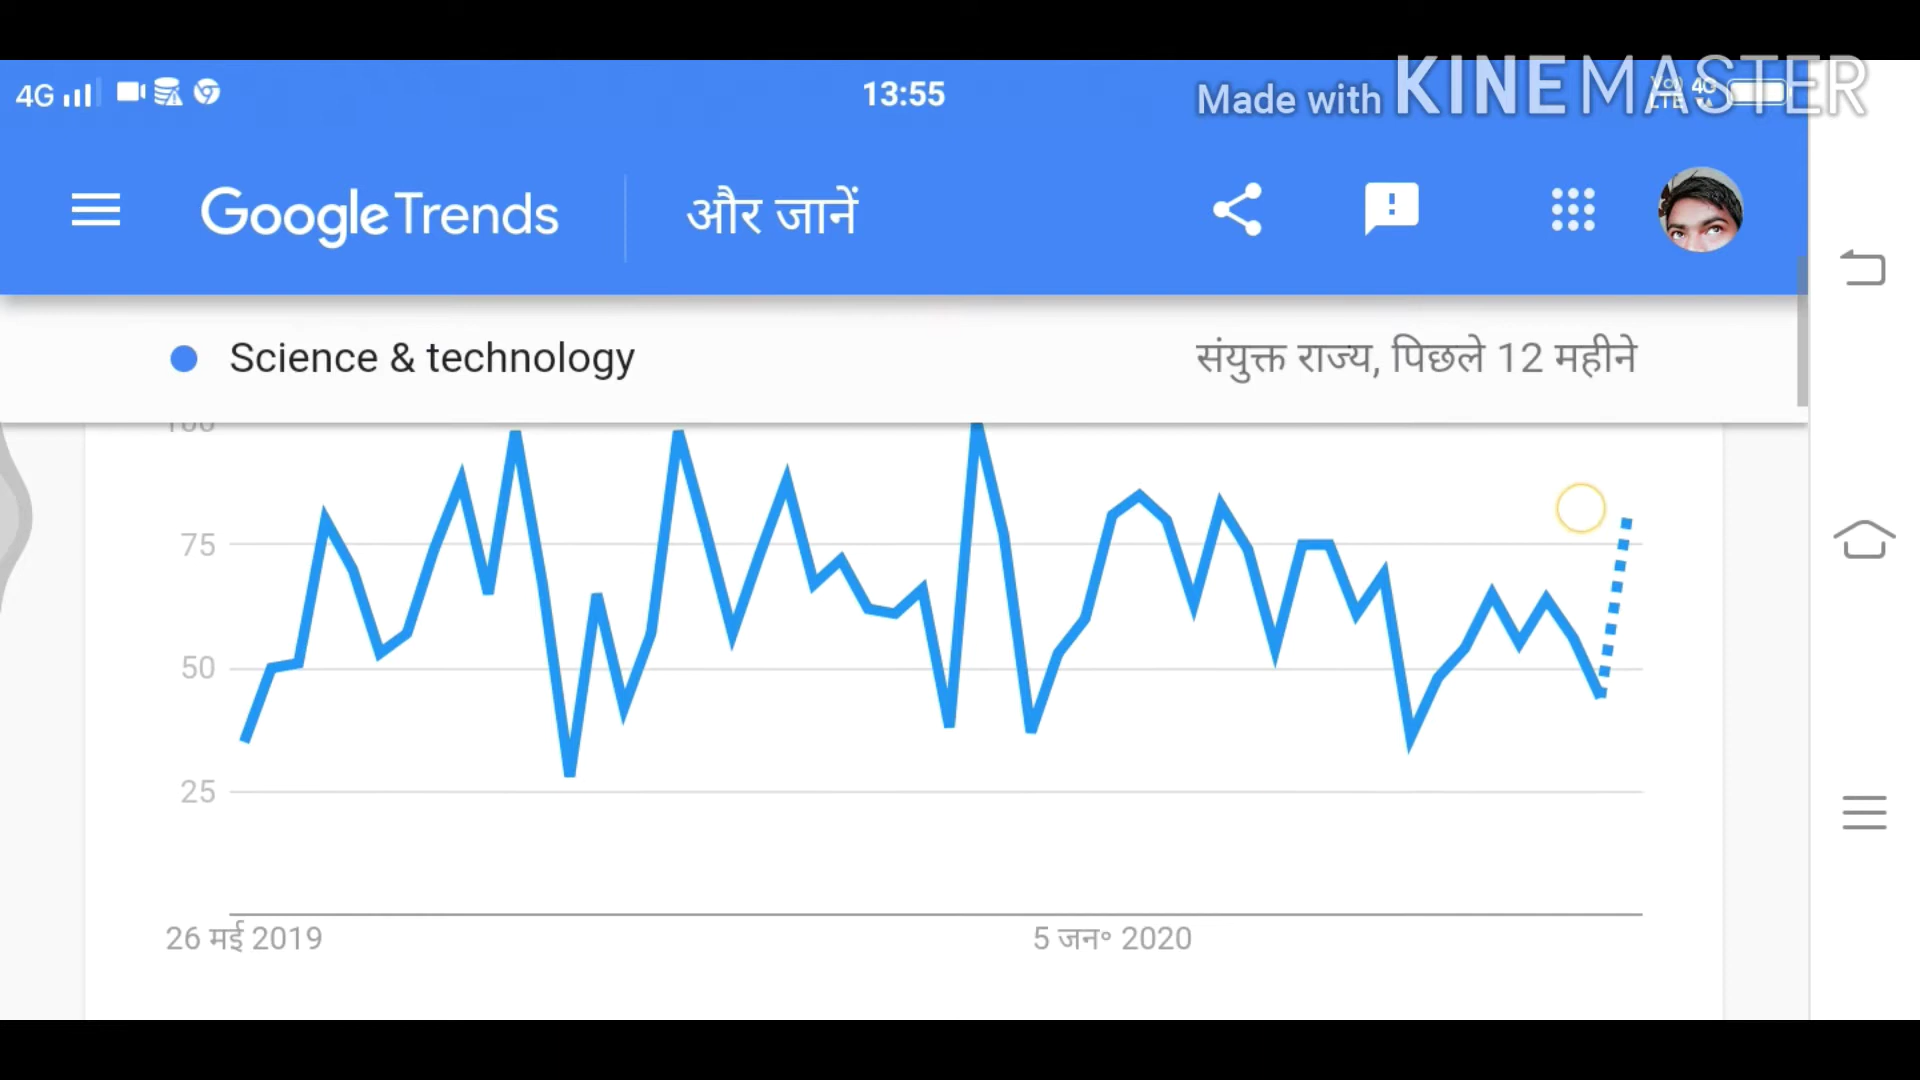 4G 13:55 Made with KINEMASTER
Google Trends और जानें
Science & technology संयुक्त राज्य, पिछले 12 महीने
100
75
50
25
26 मई 2019 5 जन॰ 2020